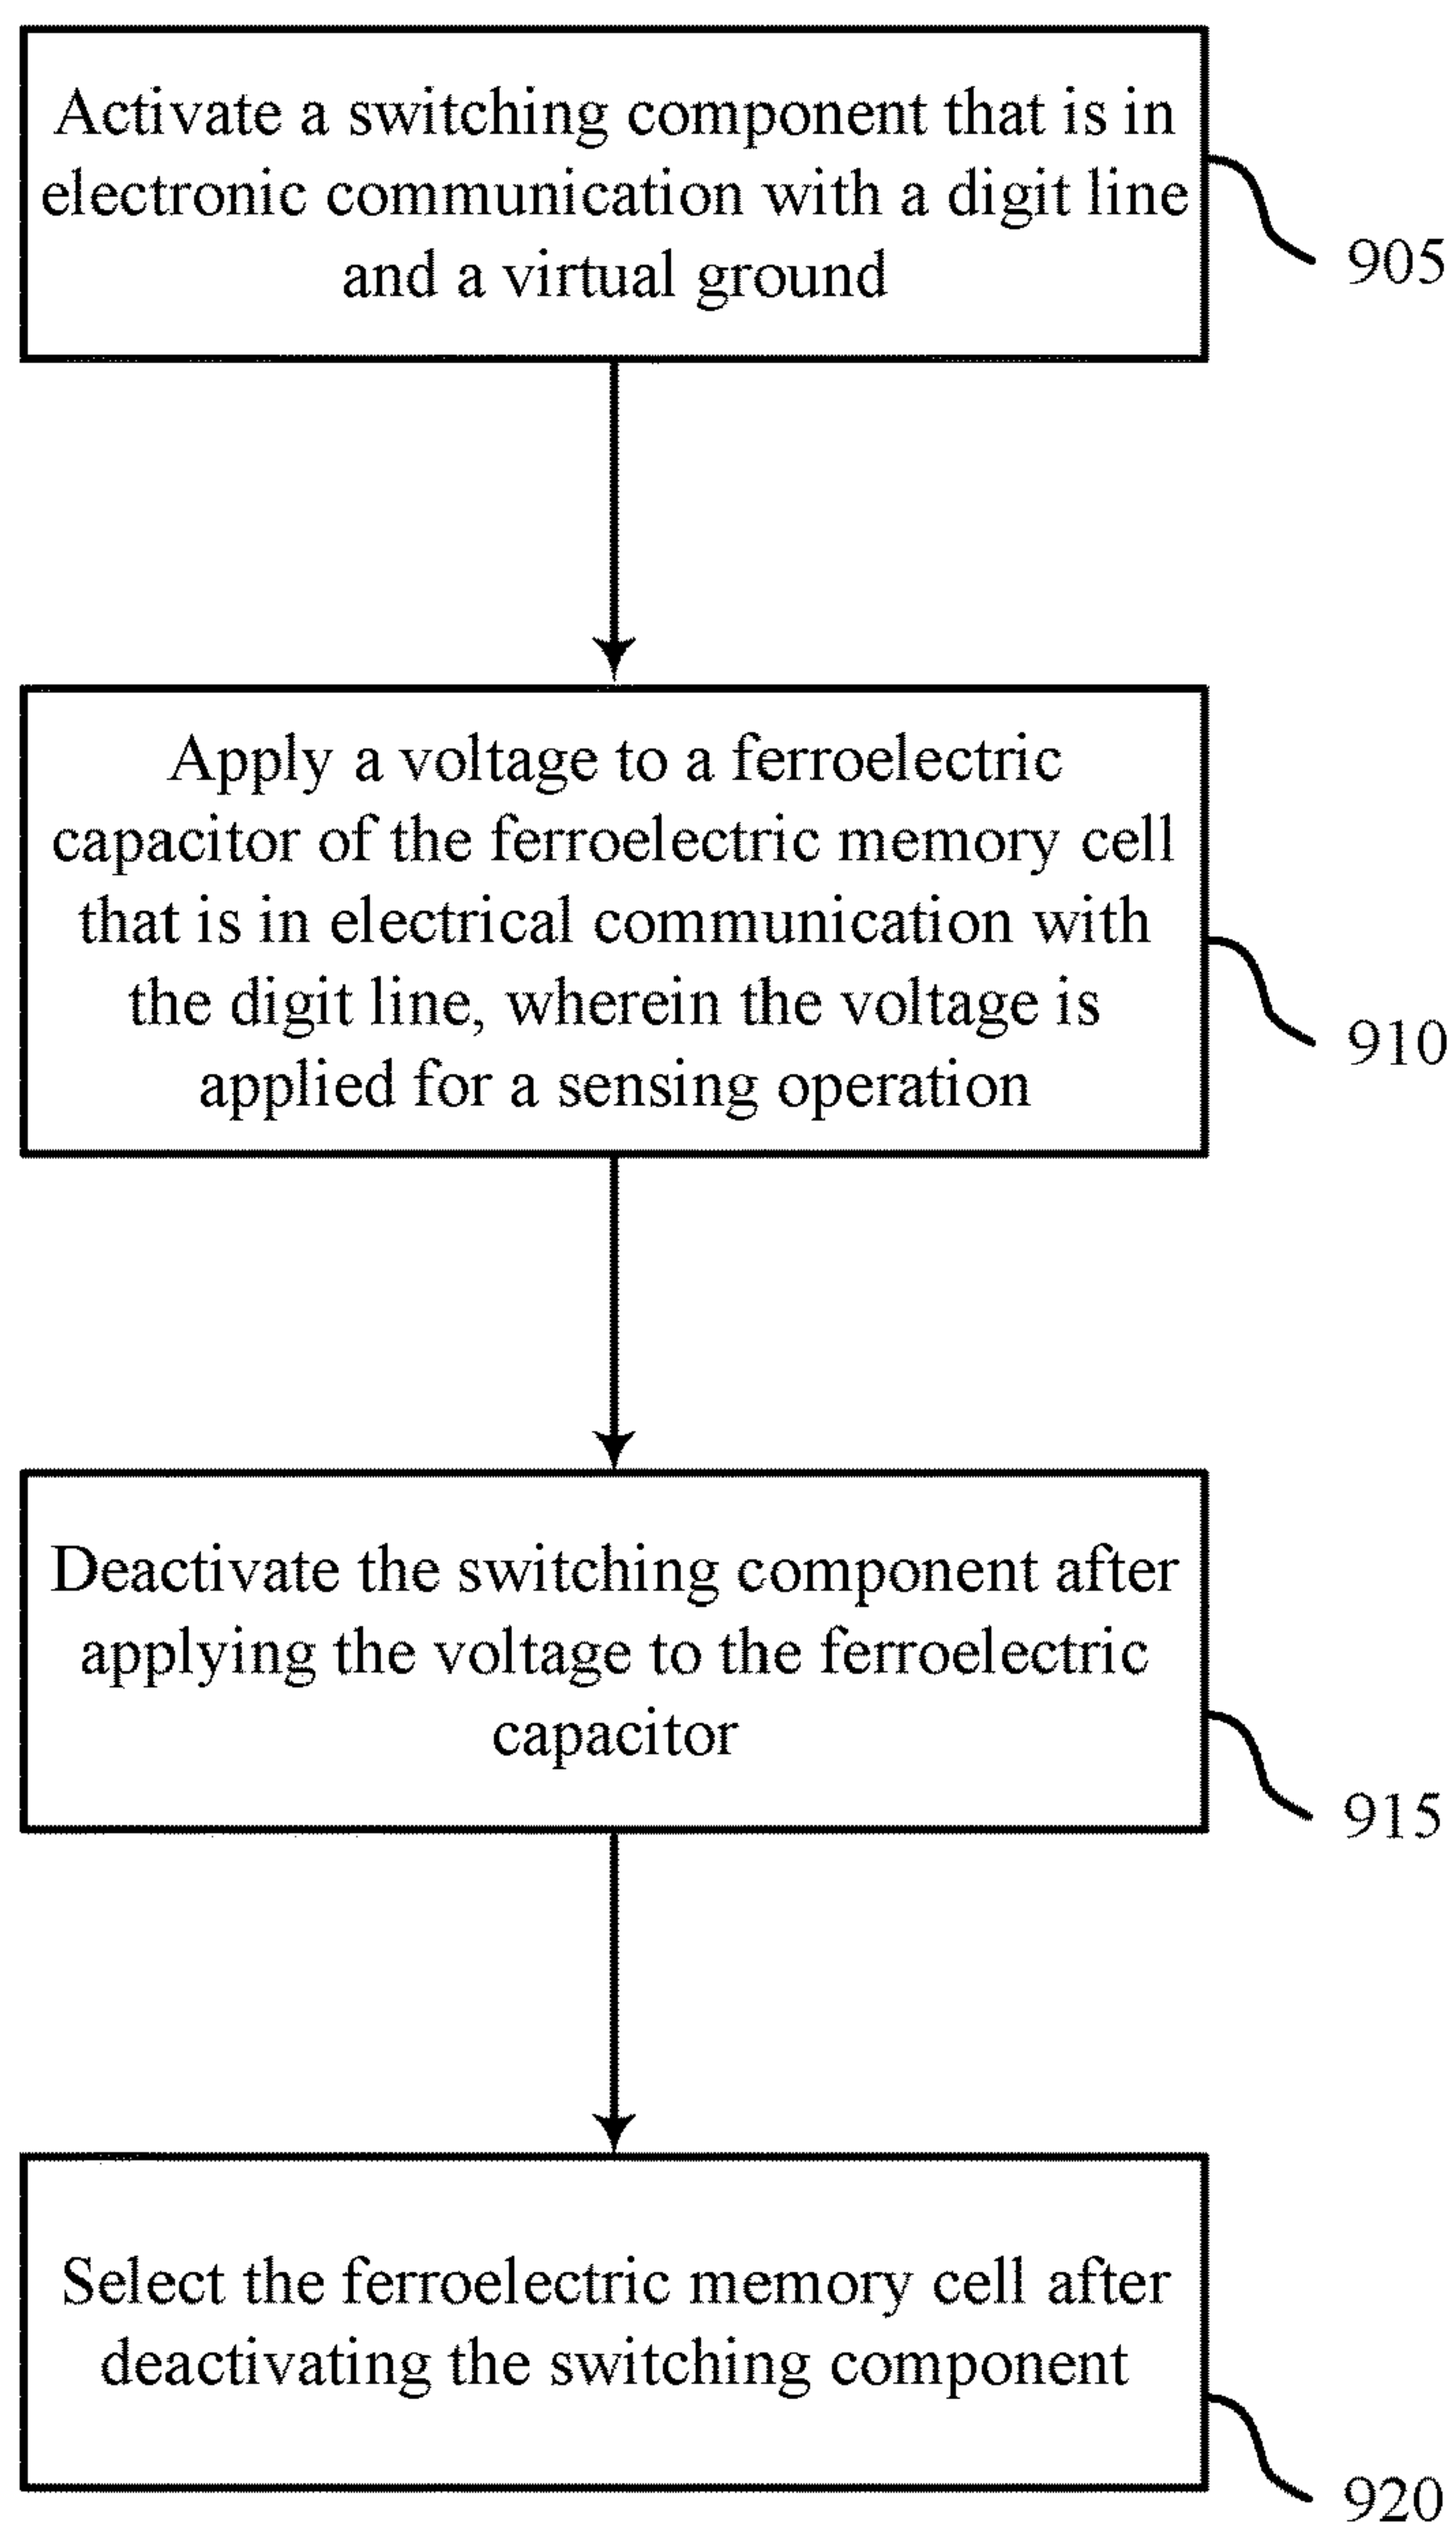 Activate a switching component that is in
electronic communication with a digit line
and a virtual ground
905
Apply a voltage to a ferroelectric
capacitor of the ferroelectric memory cell
that is in electrical communication with
the digit line, wherein the voltage is
applied for a sensing operation
910
Deactivate the switching component after
applying the voltage to the ferroelectric
capacitor
915
Select the ferroelectric memory cell after
deactivating the switching component
920